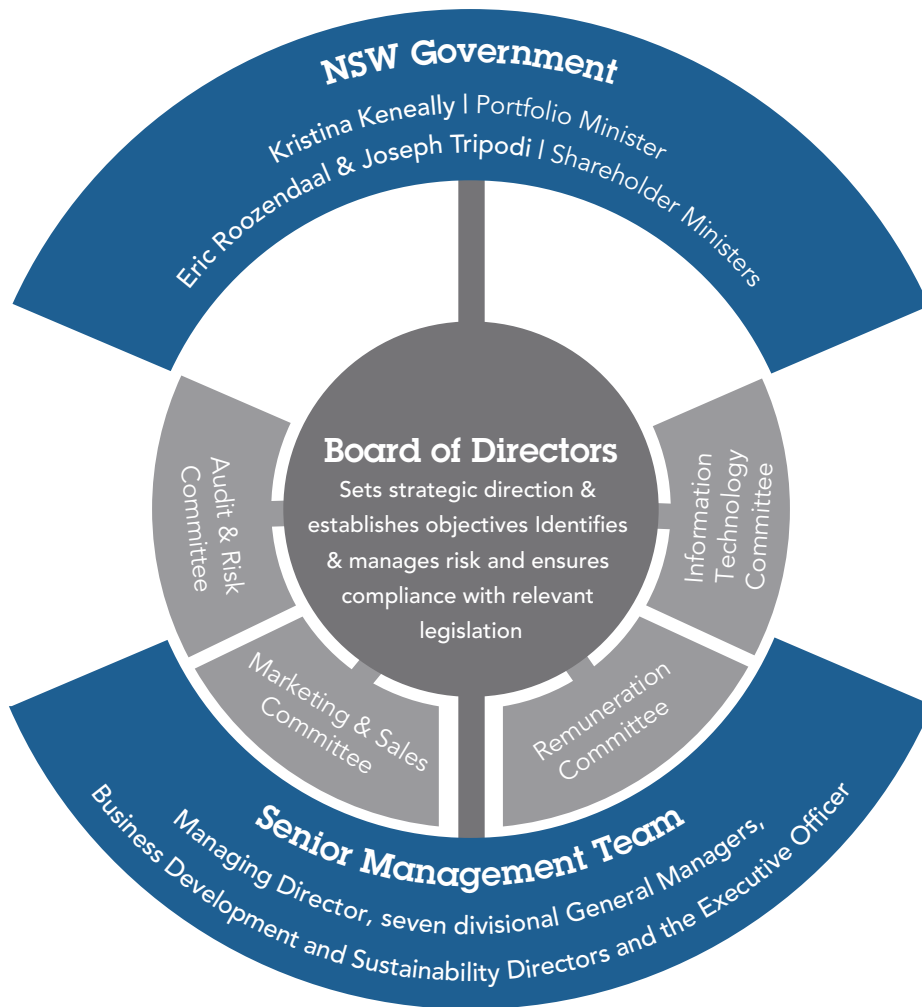 NSW Government
Kristina Keneally | Portfolio Minister
Eric Roozendaal & Joseph Tripodi | Shareholder Ministers
Board of Directors
Sets strategic direction &
establishes objectives Identifies
& manages risk and ensures
compliance with relevant
legislation
Audit & Risk
Committee
Information
Technology
Committee
Marketing & Sales
Committee
Remuneration
Committee
Senior Management Team
Managing Director, seven divisional General Managers,
Business Development and Sustainability Directors and the Executive Officer